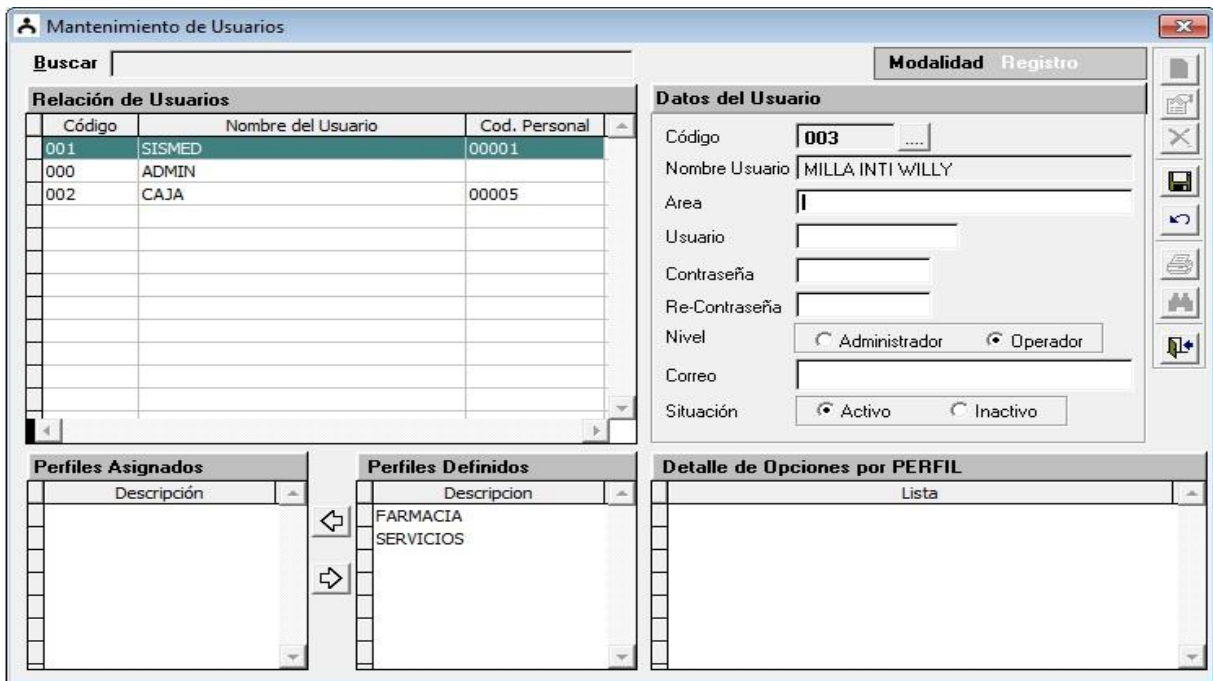 Mantenimiento de Usuarios
Buscar
Modalidad Registro
Relación de Usuarios
Código Nombre del Usuario Cod. Personal
001 SISMED 00001
000 ADMIN
002 CAJA 00005
Datos del Usuario
Código 003 ....
Nombre Usuario MILLA INTI WILLY
Area
Usuario
Contraseña
Re-Contraseña
Nivel Administrador Operador
Correo
Situación Activo Inactivo
Perfiles Asignados
Descripción
Perfiles Definidos
Descripcion
FARMACIA
SERVICIOS
Detalle de Opciones por PERFIL
Lista